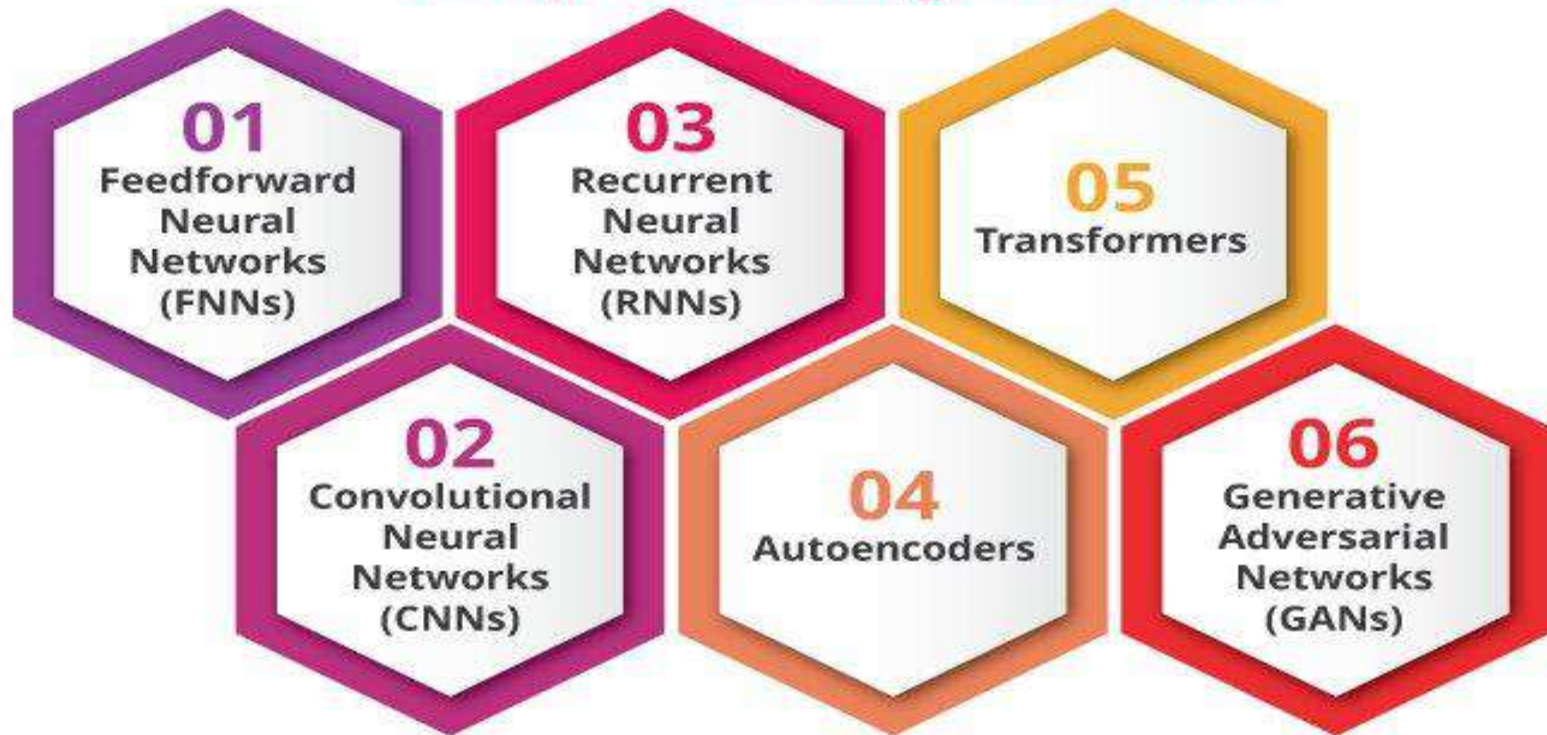 01
Feedforward
Neural
Networks
(FNNs)
02
Convolutional
Neural
Networks
(CNNs)
03
Recurrent
Neural
Networks
(RNNs)
04
Autoencoders
05
Transformers
06
Generative
Adversarial
Networks
(GANs)